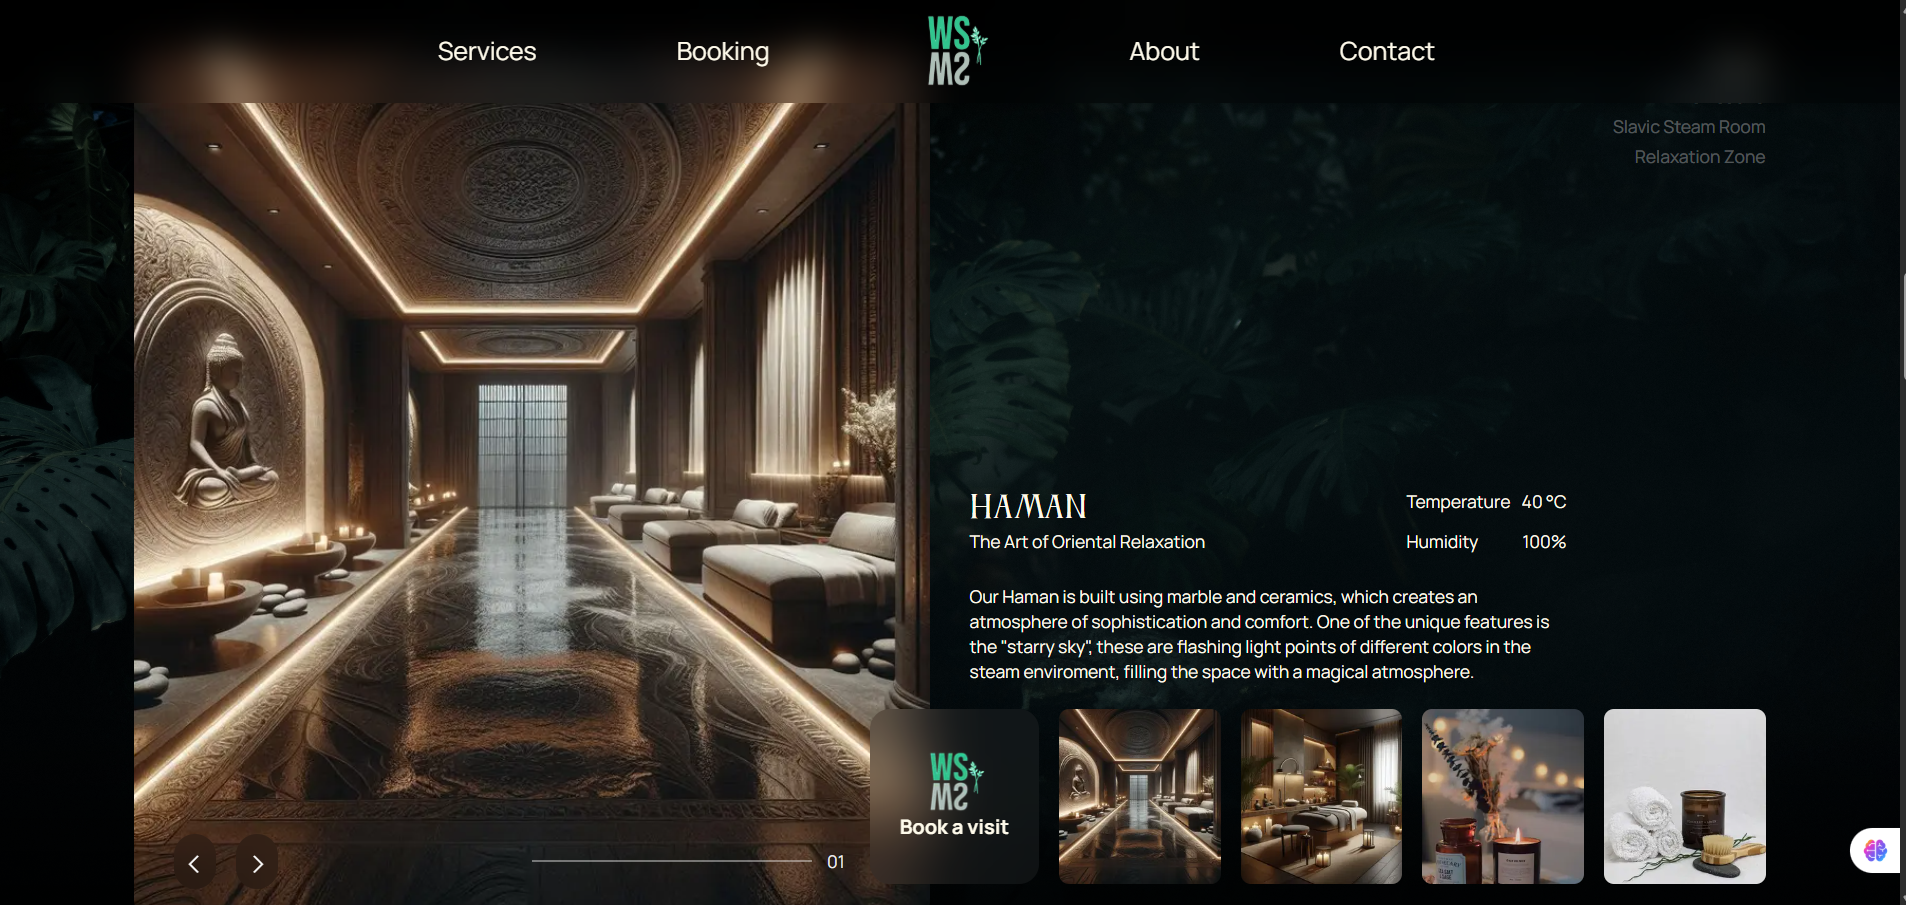 Services
Booking
WS
WS
About
Contact
Slavic Steam Room
Relaxation Zone
HAMAN
The Art of Oriental Relaxation
Temperature 40 °C
Humidity 100%
Our Haman is built using marble and ceramics, which creates an
atmosphere of sophistication and comfort. One of the unique features is
the "starry sky", these are flashing light points of different colors in the
steam enviroment, filling the space with a magical atmosphere.
WS
WS
Book a visit
01